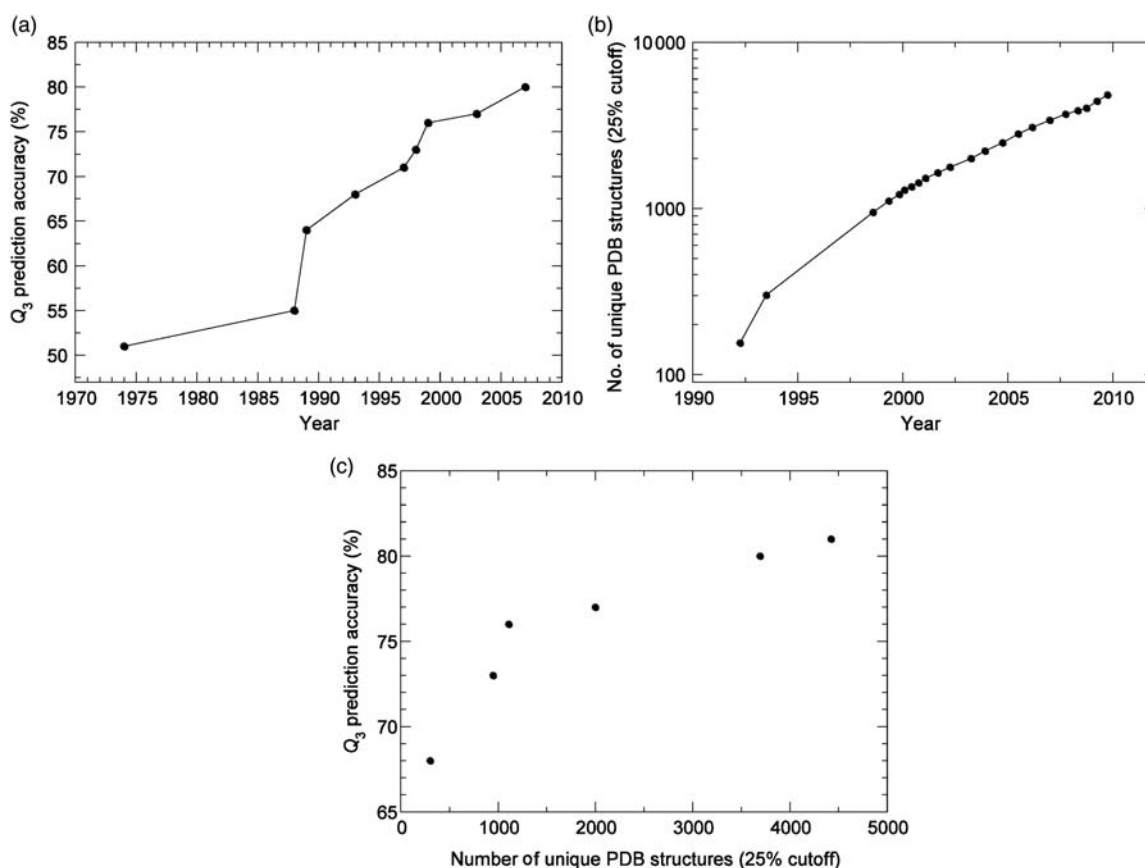 (a)
85
80
75
70
65
60
55
50
Q3 prediction accuracy (%)
1970 1975 1980 1985 1990 1995 2000 2005 2010
Year
(b)
10 000
1000
100
No. of unique PDB structures (25% cutoff)
1990 1995 2000 2005 2010
Year
(c)
85
80
75
70
65
Q3 prediction accuracy (%)
0 1000 2000 3000 4000 5000
Number of unique PDB structures (25% cutoff)